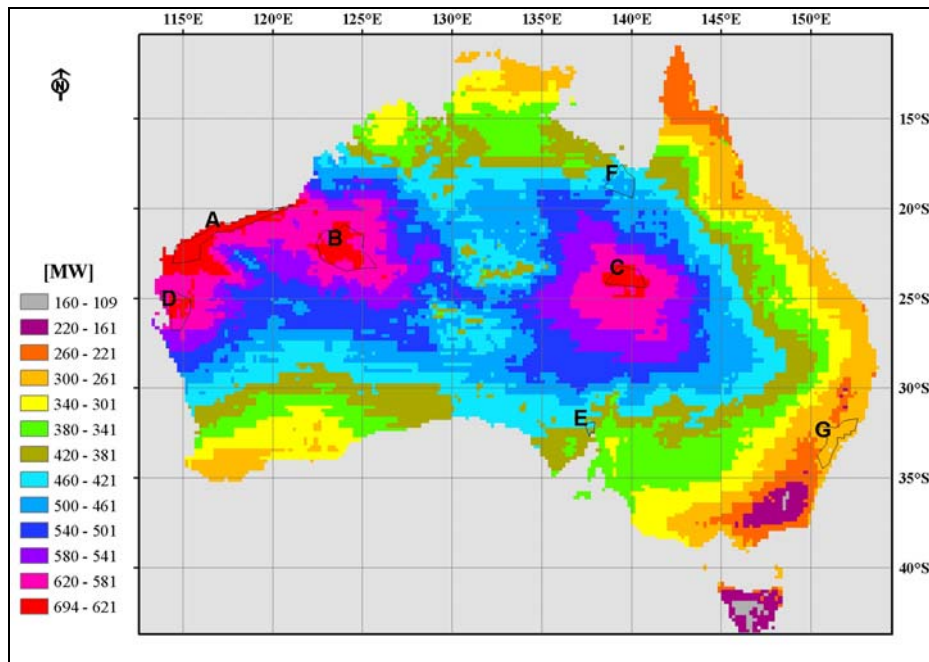 115°E 120°E 125°E 130°E 135°E 140°E 145°E 150°E
N
15°S
F
20°S
A
B
C
[MW]
D
25°S
160 - 109
220 - 161
260 - 221
300 - 261
30°S
340 - 301
E
G
380 - 341
420 - 381
35°S
460 - 421
500 - 461
540 - 501
580 - 541
40°S
620 - 581
694 - 621